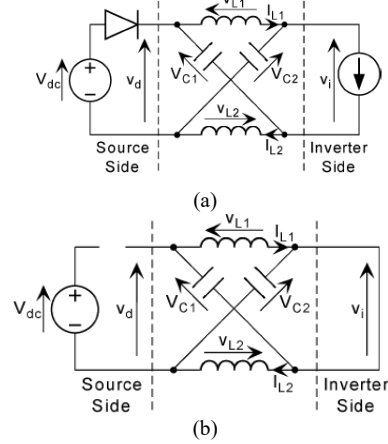 v_L1 I_L1
V_dc v_d V_C1 V_C2 v_i
v_L2
I_L2
Source Side Inverter Side
(a)
v_L1 I_L1
V_dc v_d V_C1 V_C2 v_i
v_L2
I_L2
Source Side Inverter Side
(b)